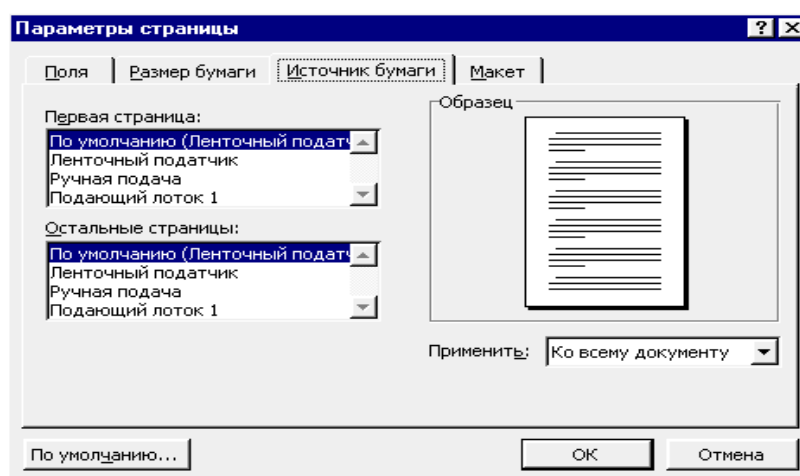 Параметры страницы
Поля Размер бумаги Источник бумаги Макет
Первая страница:
По умолчанию (Ленточный подат
Ленточный податчик
Ручная подача
Подающий лоток 1
Остальные страницы:
По умолчанию (Ленточный подат
Ленточный податчик
Ручная подача
Подающий лоток 1
Образец
Применить: Ко всему документу
По умолчанию... ОК Отмена